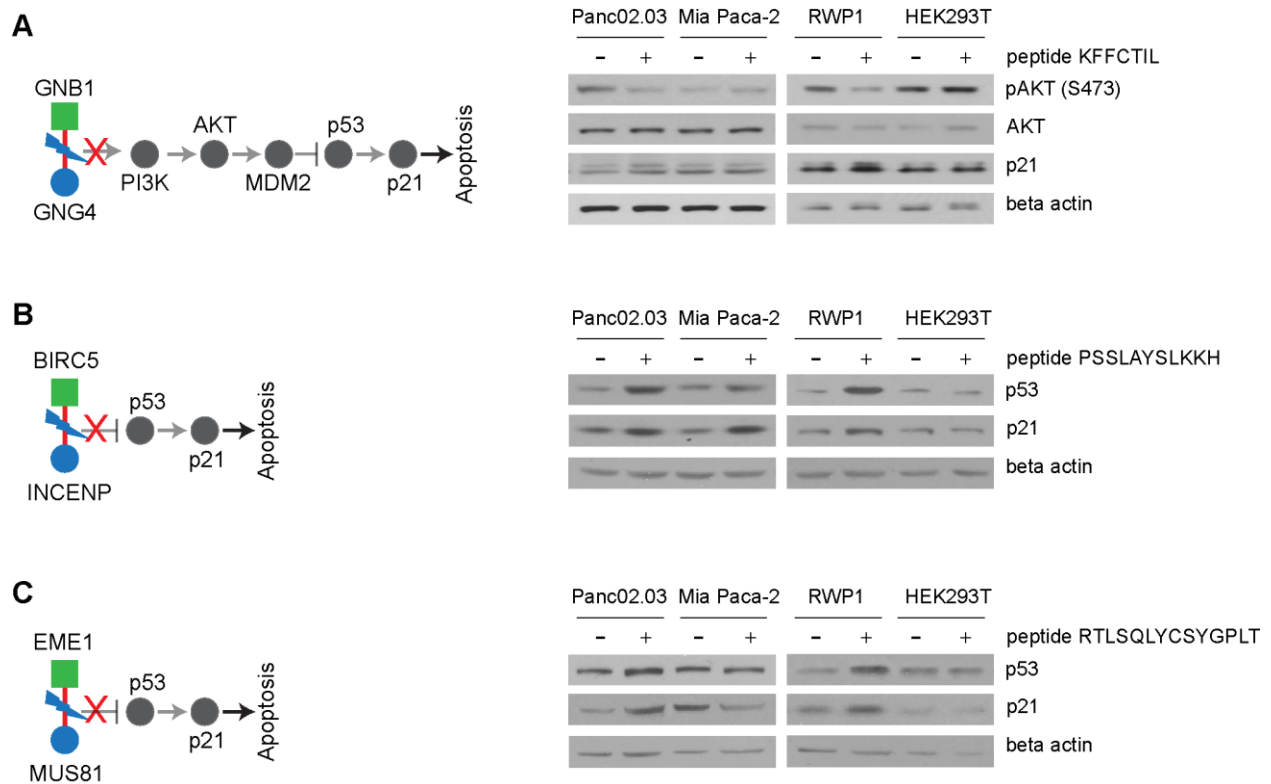 A
Panc02.03 Mia Paca-2 RWP1 HEK293T
– + – + – + – + peptide KFFCTIL
GNB1
pAKT (S473)
AKT p53
AKT
PI3K MDM2 p21
Apoptosis
p21
GNG4
beta actin
B
Panc02.03 Mia Paca-2 RWP1 HEK293T
– + – + – + – + peptide PSSLAYSLKKH
BIRC5
p53
p53
p21
Apoptosis
p21
INCENP
beta actin
C
Panc02.03 Mia Paca-2 RWP1 HEK293T
– + – + – + – + peptide RTLSQLYCSYGPLT
EME1
p53
p53
p21
Apoptosis
p21
MUS81
beta actin